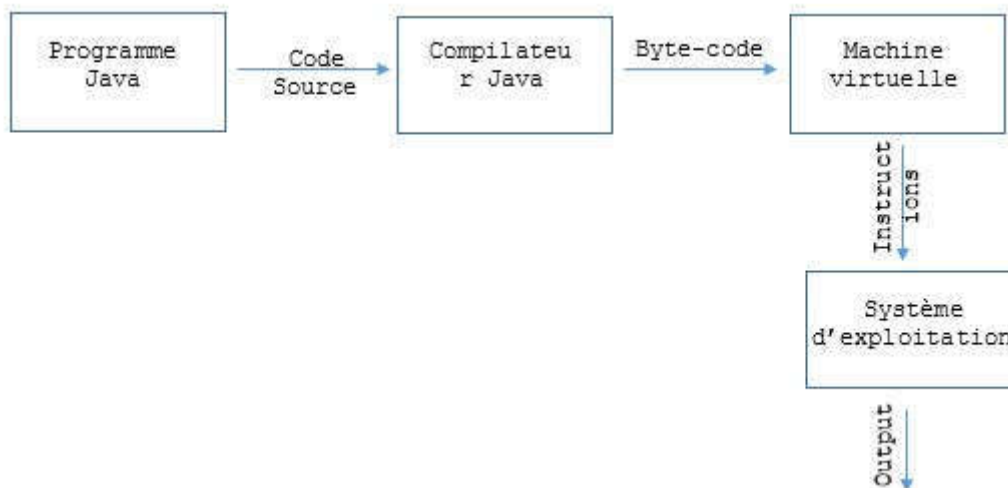 Programme
Java
Code
Source
Compilateu
r Java
Byte-code
Machine
virtuelle
Instruct
ions
Système
d'exploitation
Output